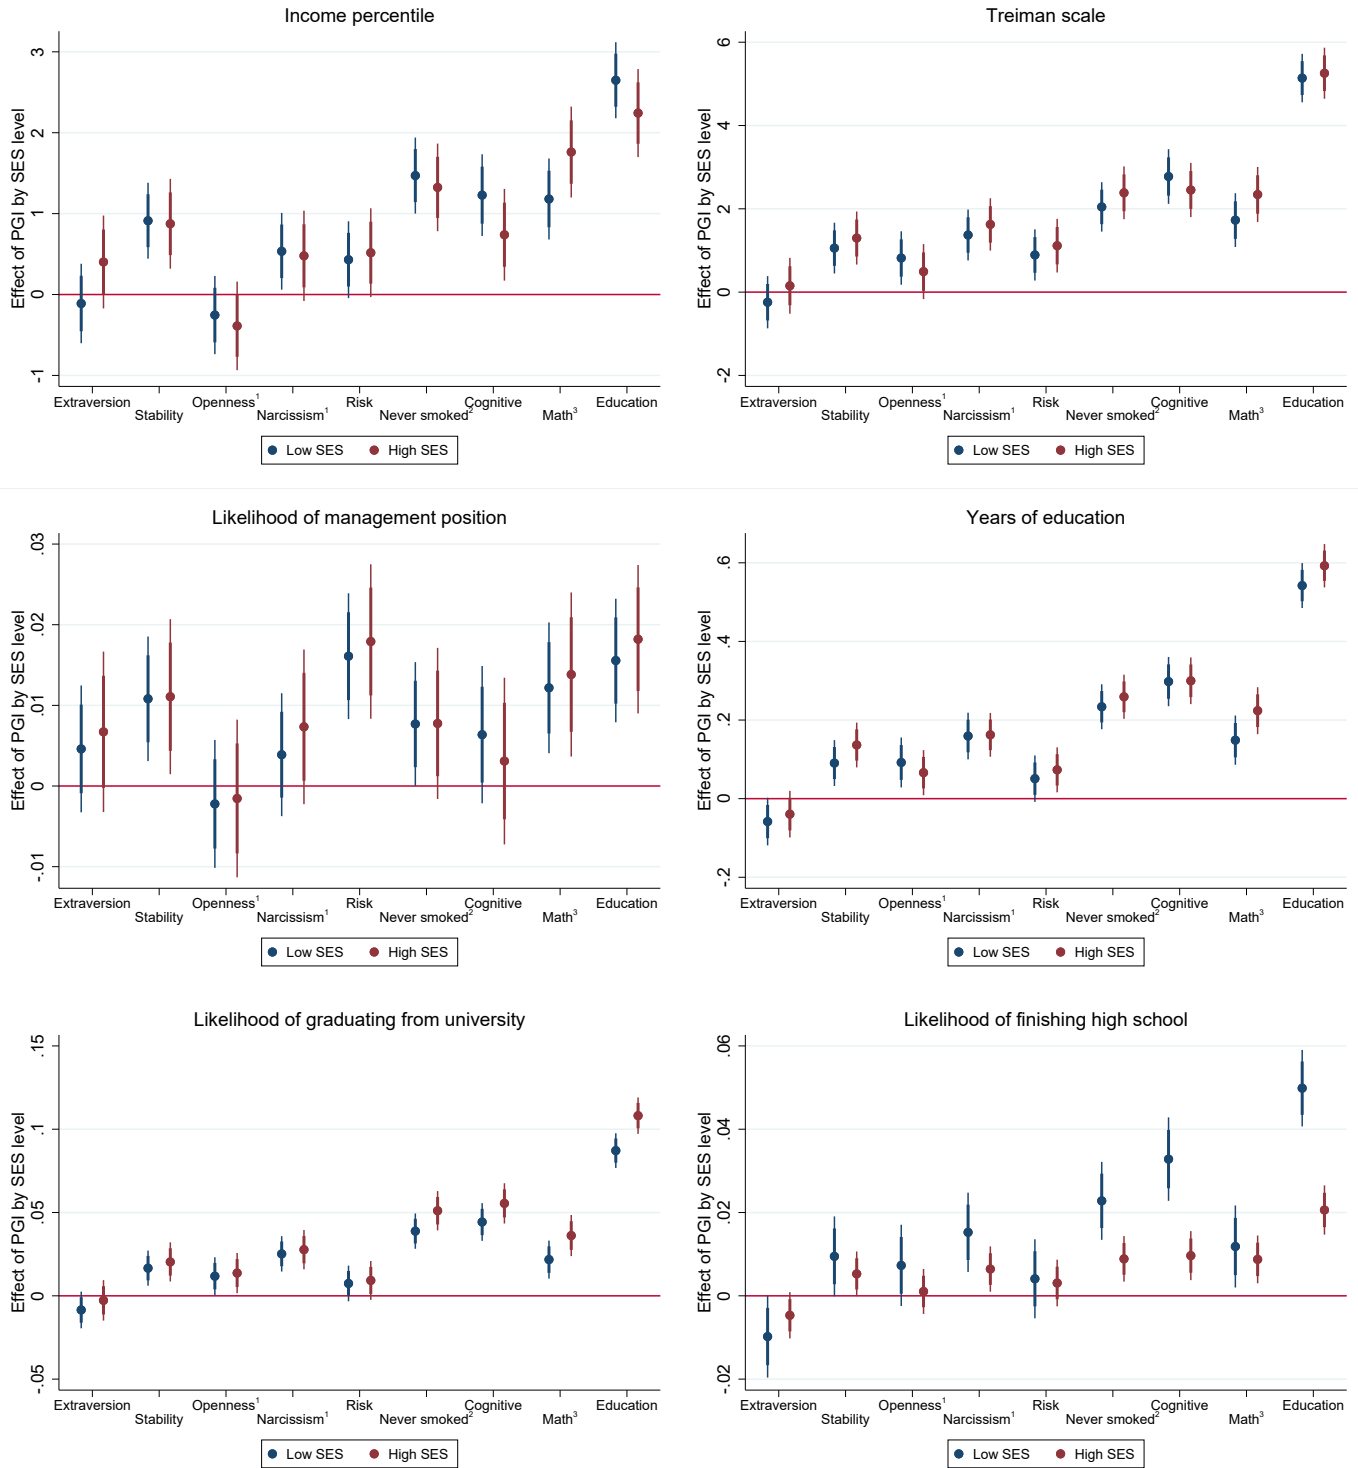 Income percentile
Effect of PGI by SES level
3
2
1
0
-1
Extraversion Stability Openness¹ Narcissism¹ Risk Never smoked² Cognitive Math³ Education
Low SES High SES
Treiman scale
Effect of PGI by SES level
6
4
2
0
-2
Extraversion Stability Openness¹ Narcissism¹ Risk Never smoked² Cognitive Math³ Education
Low SES High SES
Likelihood of management position
Effect of PGI by SES level
.03
.02
.01
0
-.01
Extraversion Stability Openness¹ Narcissism¹ Risk Never smoked² Cognitive Math³ Education
Low SES High SES
Years of education
Effect of PGI by SES level
.6
.4
.2
0
-.2
Extraversion Stability Openness¹ Narcissism¹ Risk Never smoked² Cognitive Math³ Education
Low SES High SES
Likelihood of graduating from university
Effect of PGI by SES level
.15
.1
.05
0
-.05
Extraversion Stability Openness¹ Narcissism¹ Risk Never smoked² Cognitive Math³ Education
Low SES High SES
Likelihood of finishing high school
Effect of PGI by SES level
.06
.04
.02
0
-.02
Extraversion Stability Openness¹ Narcissism¹ Risk Never smoked² Cognitive Math³ Education
Low SES High SES